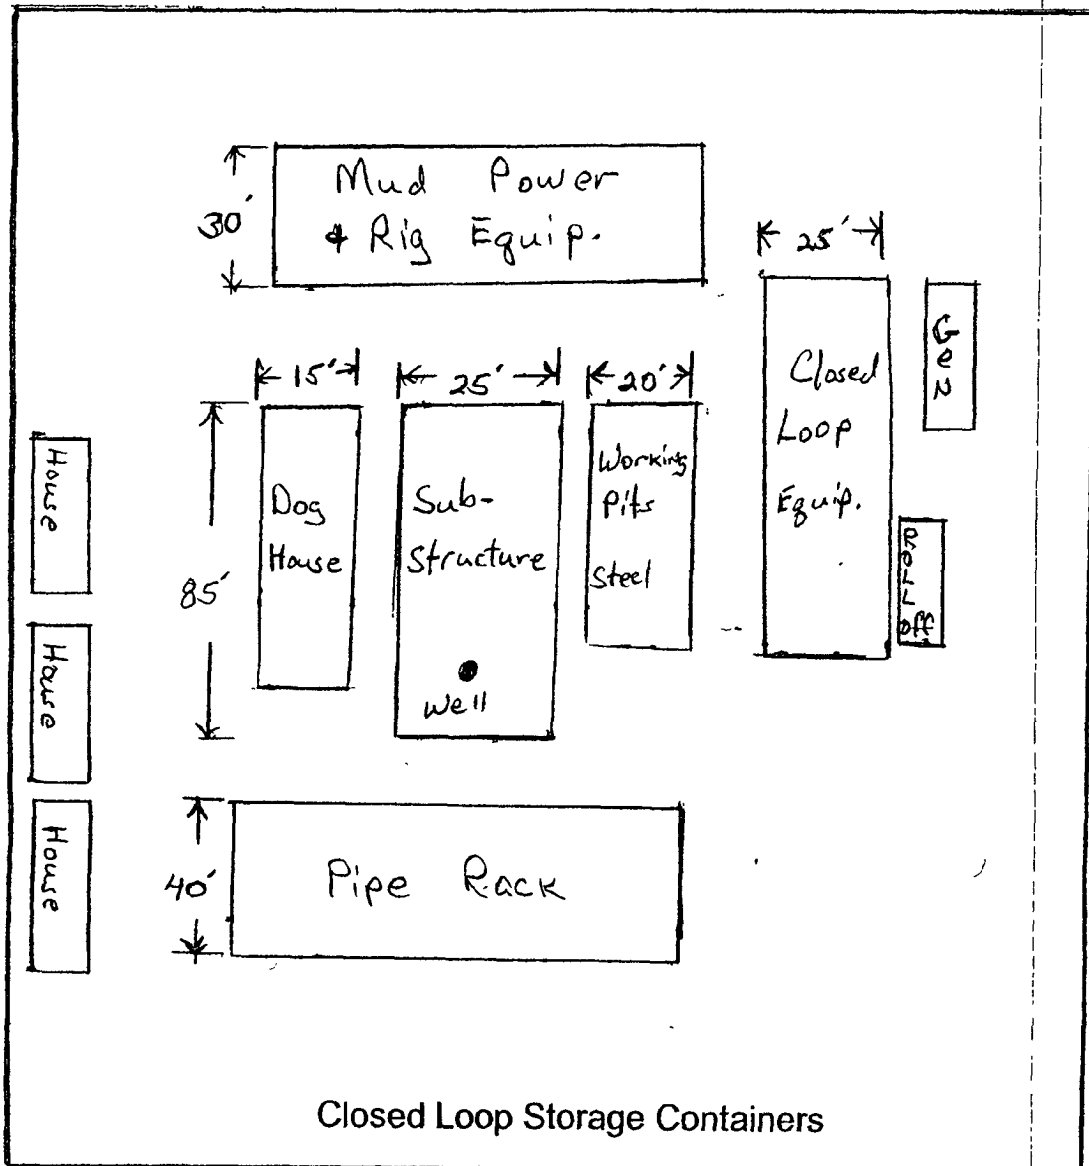 Mud Power
& Rig Equip.
30'
25'
Gen
Closed
Loop
Equip.
15'
25'
20'
House
Dog
House
Sub-
Structure
Working
Pits
Steel
85'
Roll off
House
Well
House
40'
Pipe Rack
Closed Loop Storage Containers